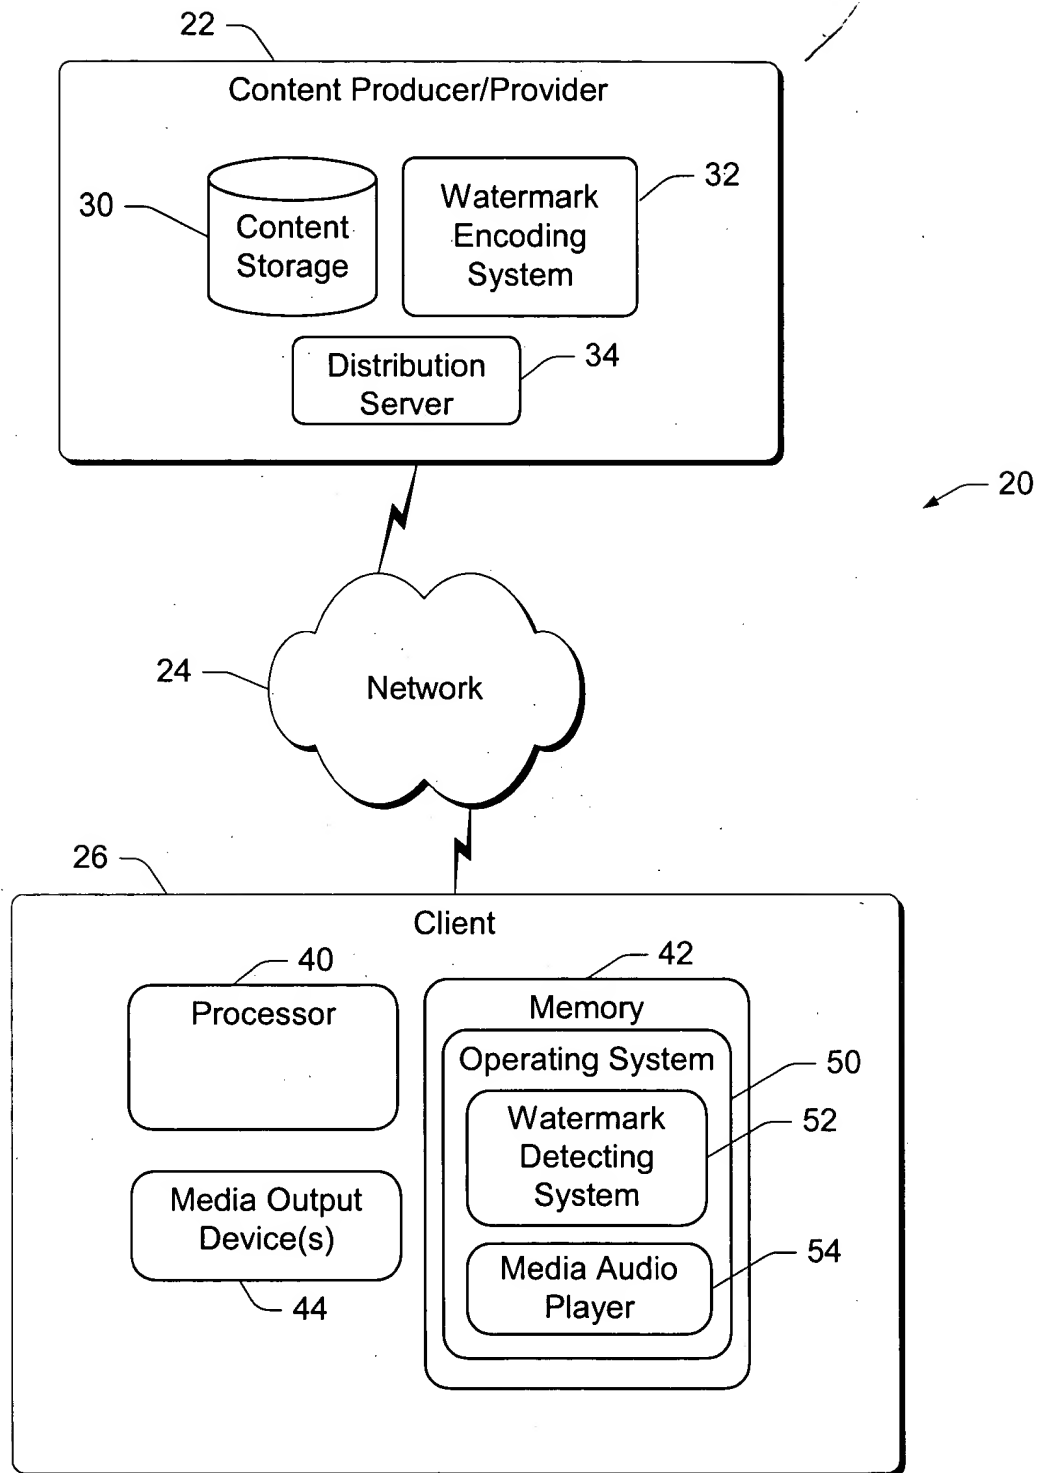 22
Content Producer/Provider
30
Content
Storage
Watermark
Encoding
System
32
Distribution
Server
34
20
24
Network
26
Client
40
Processor
42
Memory
Operating System
50
Watermark
Detecting
System
52
Media Output
Device(s)
44
Media Audio
Player
54